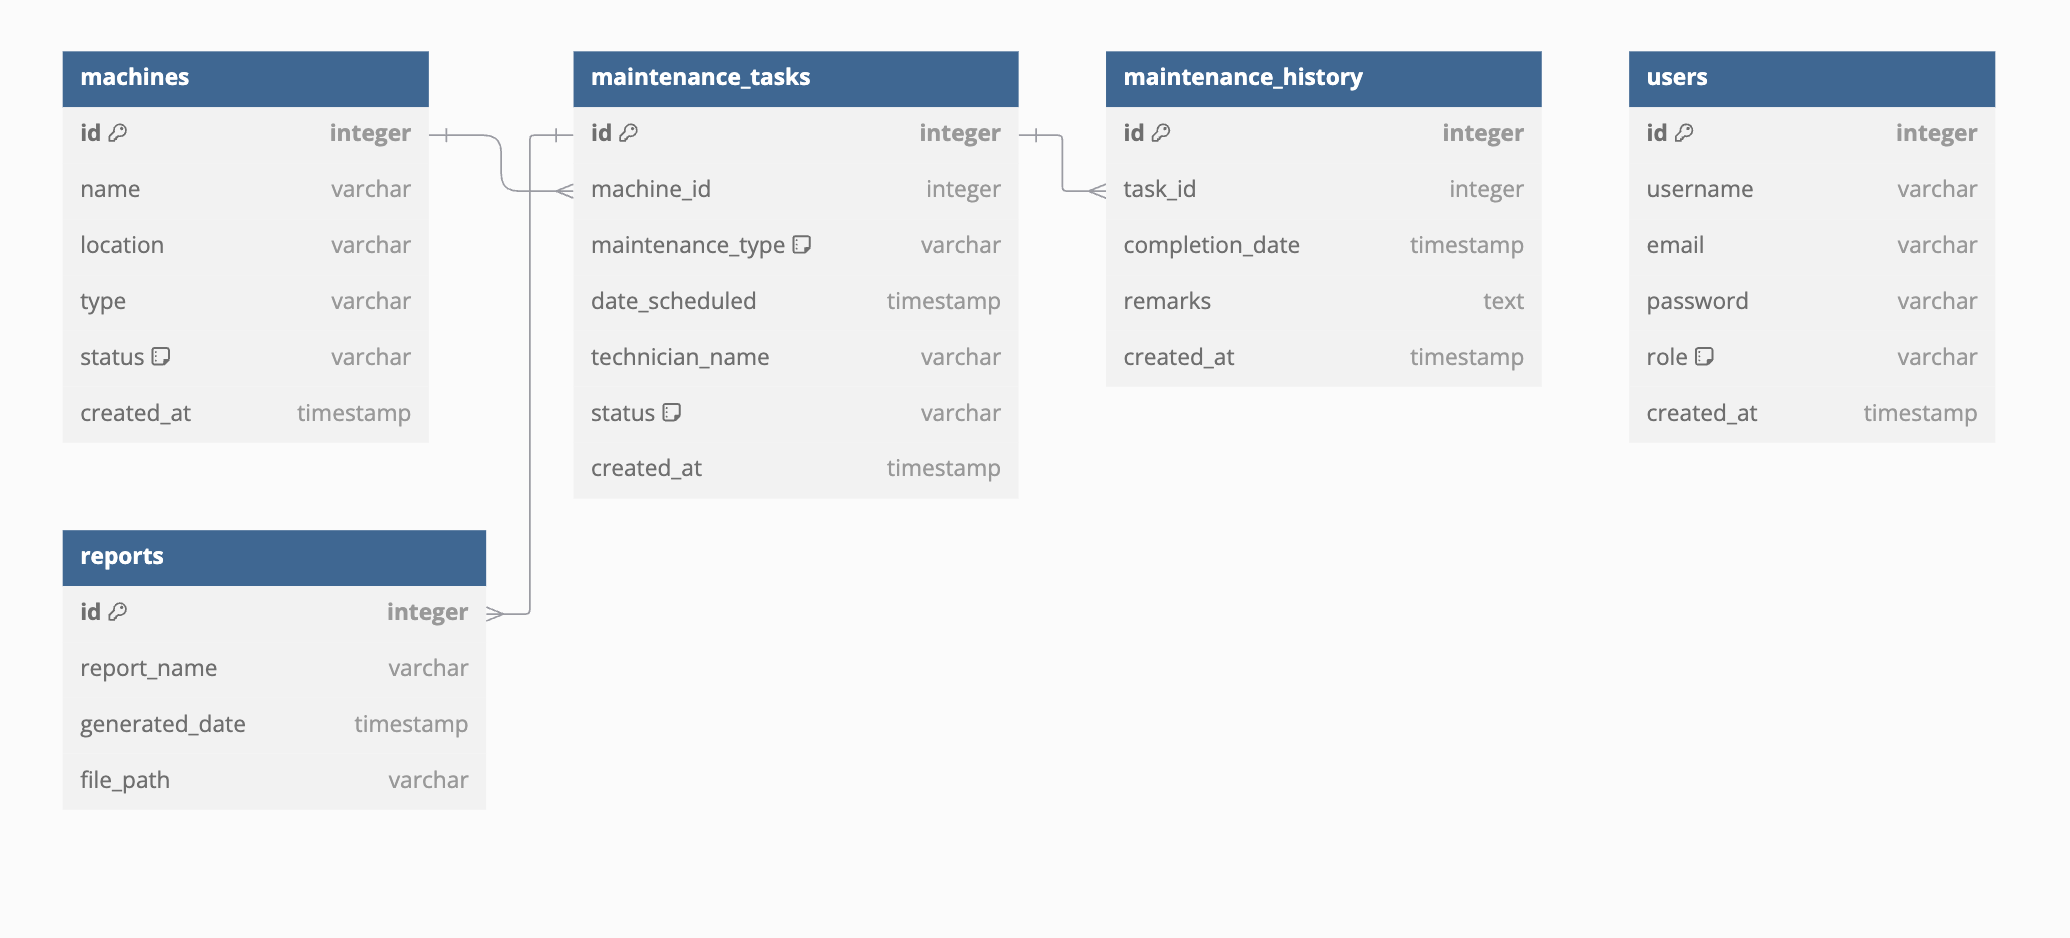 machines
id integer
name varchar
location varchar
type varchar
status varchar
created_at timestamp
maintenance_tasks
id integer
machine_id integer
maintenance_type varchar
date_scheduled timestamp
technician_name varchar
status varchar
created_at timestamp
maintenance_history
id integer
task_id integer
completion_date timestamp
remarks text
created_at timestamp
users
id integer
username varchar
email varchar
password varchar
role varchar
created_at timestamp
reports
id integer
report_name varchar
generated_date timestamp
file_path varchar